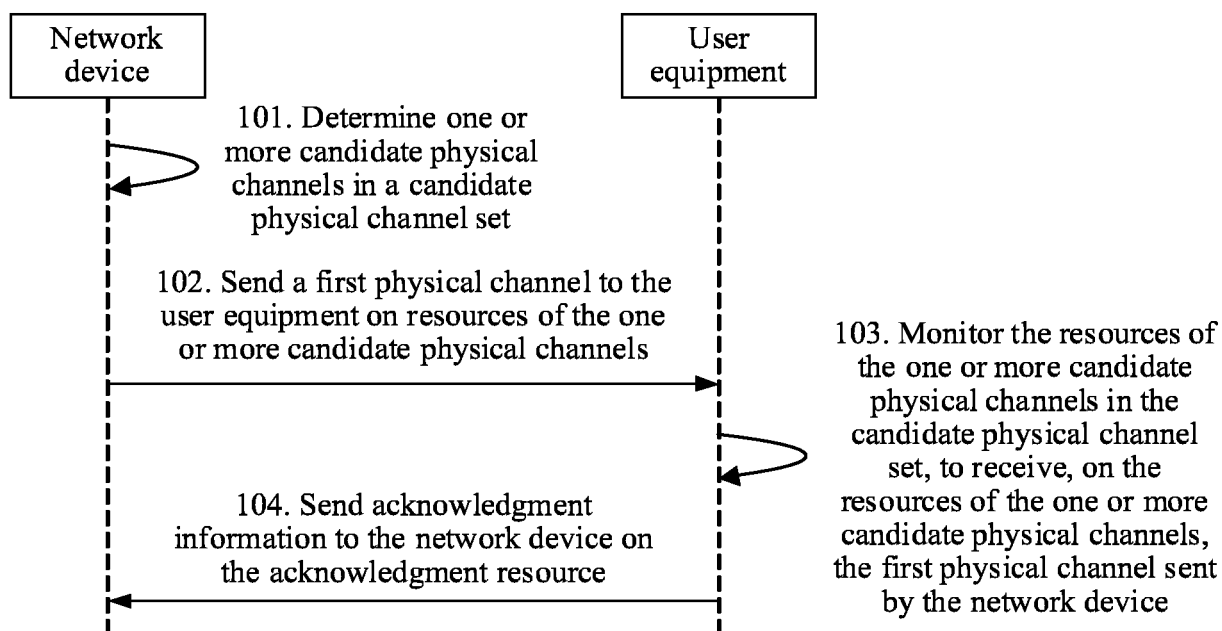 Network
device
User
equipment
101. Determine one or
more candidate physical
channels in a candidate
physical channel set
102. Send a first physical channel to the
user equipment on resources of the one
or more candidate physical channels
103. Monitor the resources of
the one or more candidate
physical channels in the
candidate physical channel
set, to receive, on the
resources of the one or more
candidate physical channels,
the first physical channel sent
by the network device
104. Send acknowledgment
information to the network device on
the acknowledgment resource